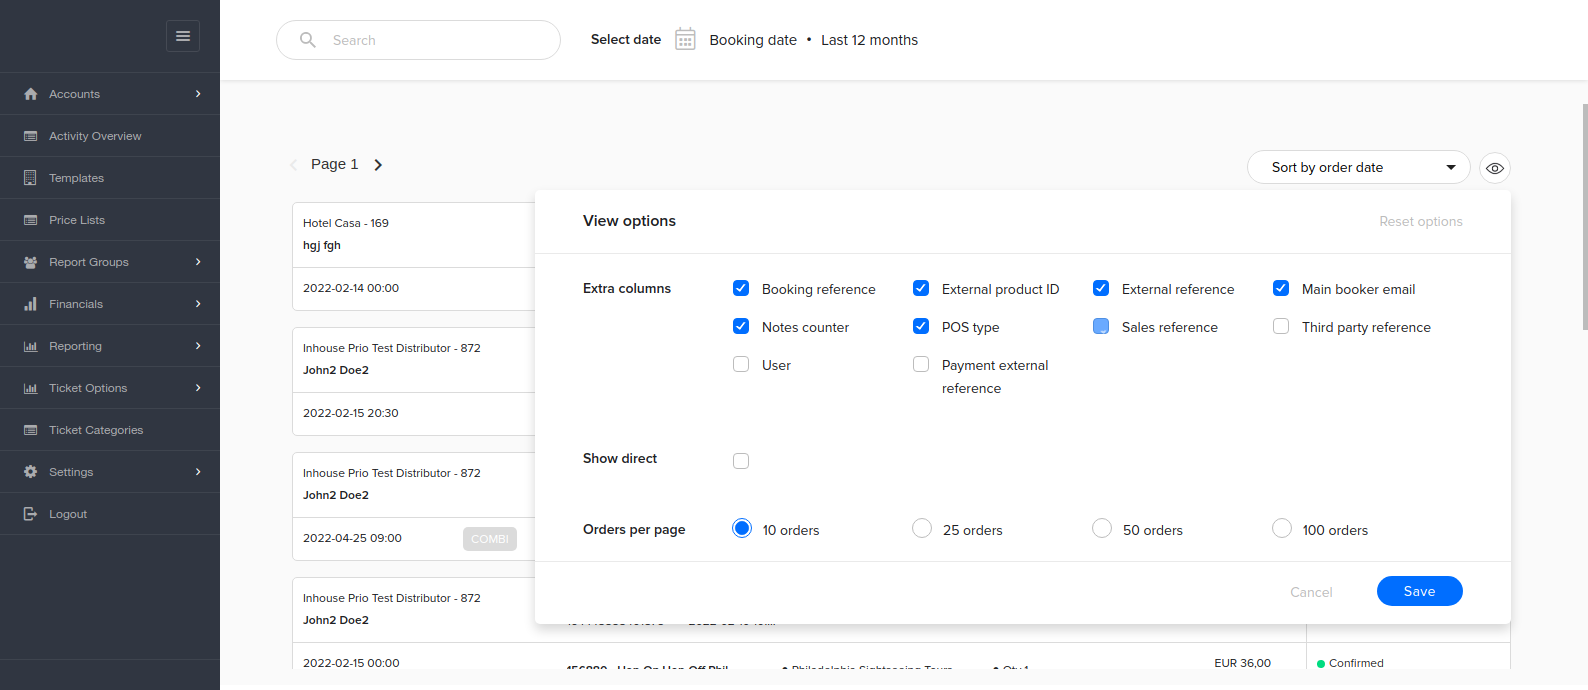 Search
Select date
Booking date • Last 12 months
Accounts
Activity Overview
Templates
Price Lists
Report Groups
Financials
Reporting
Ticket Options
Ticket Categories
Settings
Logout
Page 1
Sort by order date
Hotel Casa - 169
hgj fgh
2022-02-14 00:00
Inhouse Prio Test Distributor - 872
John2 Doe2
2022-02-15 20:30
Inhouse Prio Test Distributor - 872
John2 Doe2
2022-04-25 09:00 COMBI
Inhouse Prio Test Distributor - 872
John2 Doe2
2022-02-15 00:00
View options
Reset options
Extra columns
Booking reference
External product ID
External reference
Main booker email
Notes counter
POS type
Sales reference
Third party reference
User
Payment external
reference
Show direct
Orders per page
10 orders
25 orders
50 orders
100 orders
Cancel
Save
EUR 36,00
Confirmed